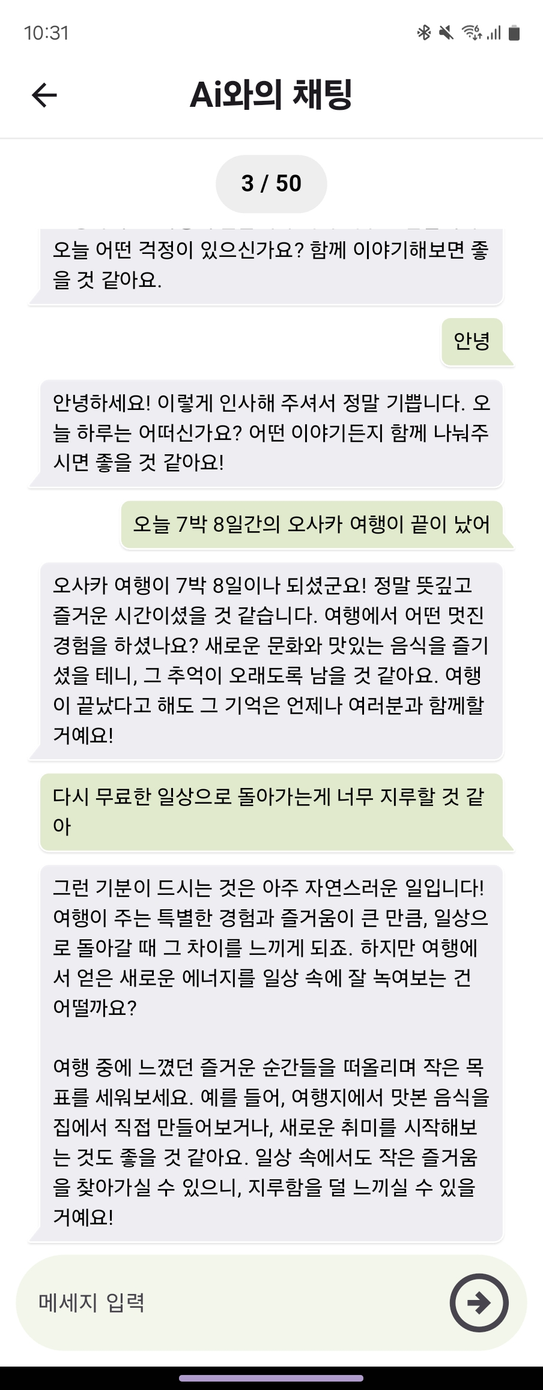 10:31
Ai와의 채팅
3 / 50
오늘 어떤 걱정이 있으신가요? 함께 이야기해보면 좋
을 것 같아요.
안녕
안녕하세요! 이렇게 인사해 주셔서 정말 기쁩니다. 오
늘 하루는 어떠신가요? 어떤 이야기든지 함께 나눠주
시면 좋을 것 같아요!
오늘 7박 8일간의 오사카 여행이 끝이 났어
오사카 여행이 7박 8일이나 되셨군요! 정말 뜻깊고
즐거운 시간이셨을 것 같습니다. 여행에서 어떤 멋진
경험을 하셨나요? 새로운 문화와 맛있는 음식을 즐기
셨을 테니, 그 추억이 오래도록 남을 것 같아요. 여행
이 끝났다고 해도 그 기억은 언제나 여러분과 함께할
거예요!
다시 무료한 일상으로 돌아가는게 너무 지루할 것 같
아
그런 기분이 드시는 것은 아주 자연스러운 일입니다!
여행이 주는 특별한 경험과 즐거움이 큰 만큼, 일상으
로 돌아갈 때 그 차이를 느끼게 되죠. 하지만 여행에
서 얻은 새로운 에너지를 일상 속에 잘 녹여보는 건
어떨까요?
여행 중에 느꼈던 즐거운 순간들을 떠올리며 작은 목
표를 세워보세요. 예를 들어, 여행지에서 맛본 음식을
집에서 직접 만들어보거나, 새로운 취미를 시작해보
는 것도 좋을 것 같아요. 일상 속에서도 작은 즐거움
을 찾아가실 수 있으니, 지루함을 덜 느끼실 수 있을
거예요!
메세지 입력